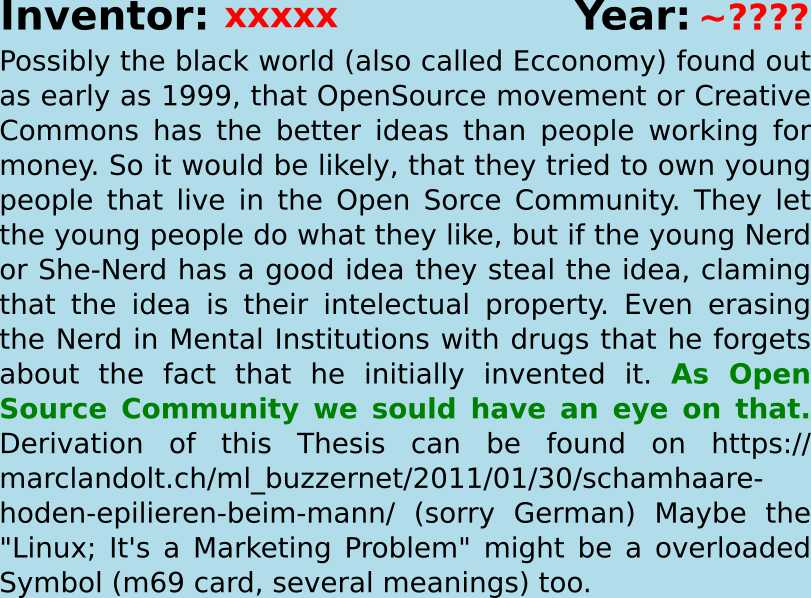 Inventor: xxxxx Year: ~????
Possibly the black world (also called Ecconomy) found out
as early as 1999, that OpenSource movement or Creative
Commons has the better ideas than people working for
money. So it would be likely, that they tried to own young
people that live in the Open Sorce Community. They let
the young people do what they like, but if the young Nerd
or She-Nerd has a good idea they steal the idea, claming
that the idea is their intelectual property. Even erasing
the Nerd in Mental Institutions with drugs that he forgets
about the fact that he initially invented it. As Open
Source Community we sould have an eye on that.
Derivation of this Thesis can be found on https://
marclandolt.ch/ml_buzzernet/2011/01/30/schamhaare-
hoden-epilieren-beim-mann/ (sorry German) Maybe the
"Linux; It's a Marketing Problem" might be a overloaded
Symbol (m69 card, several meanings) too.